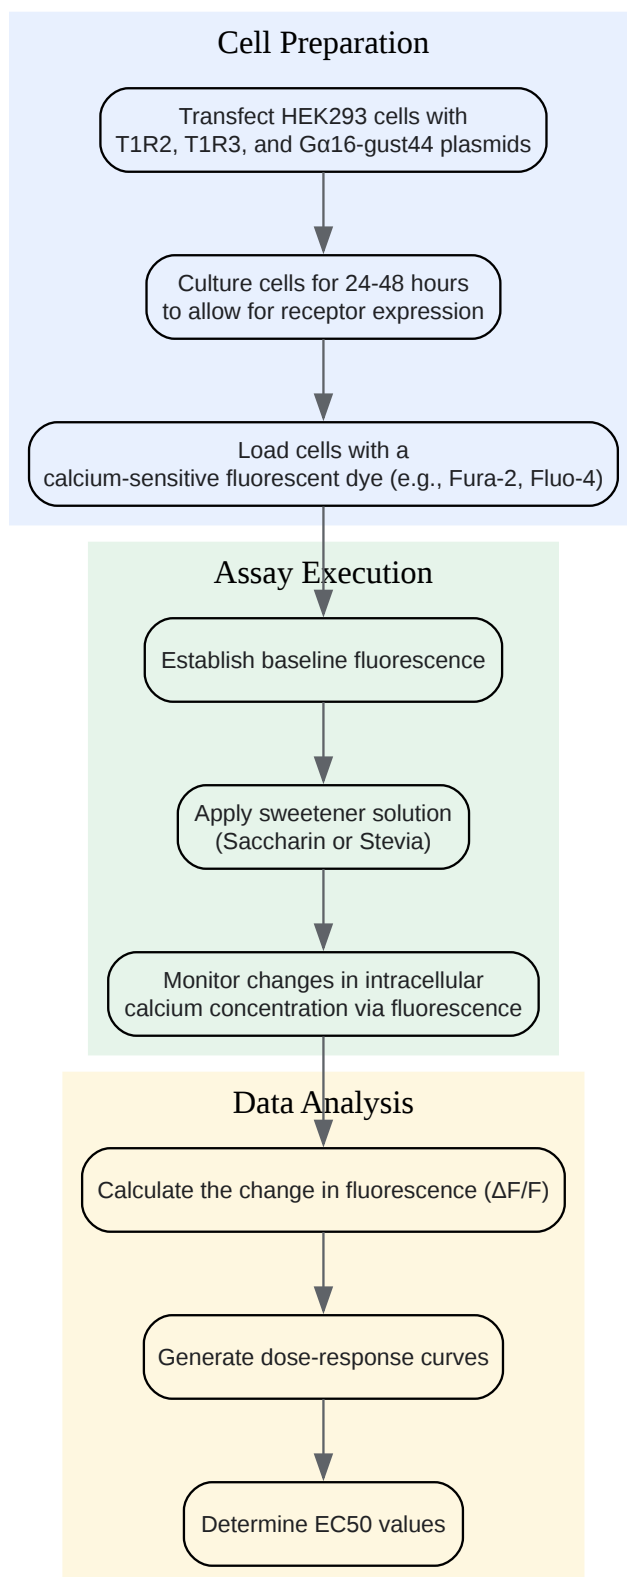 Cell Preparation
Transfect HEK293 cells with
T1R2, T1R3, and Gα16-gust44 plasmids
Culture cells for 24-48 hours
to allow for receptor expression
Load cells with a
calcium-sensitive fluorescent dye (e.g., Fura-2, Fluo-4)
Assay Execution
Establish baseline fluorescence
Apply sweetener solution
(Saccharin or Stevia)
Monitor changes in intracellular
calcium concentration via fluorescence
Data Analysis
Calculate the change in fluorescence (ΔF/F)
Generate dose-response curves
Determine EC50 values